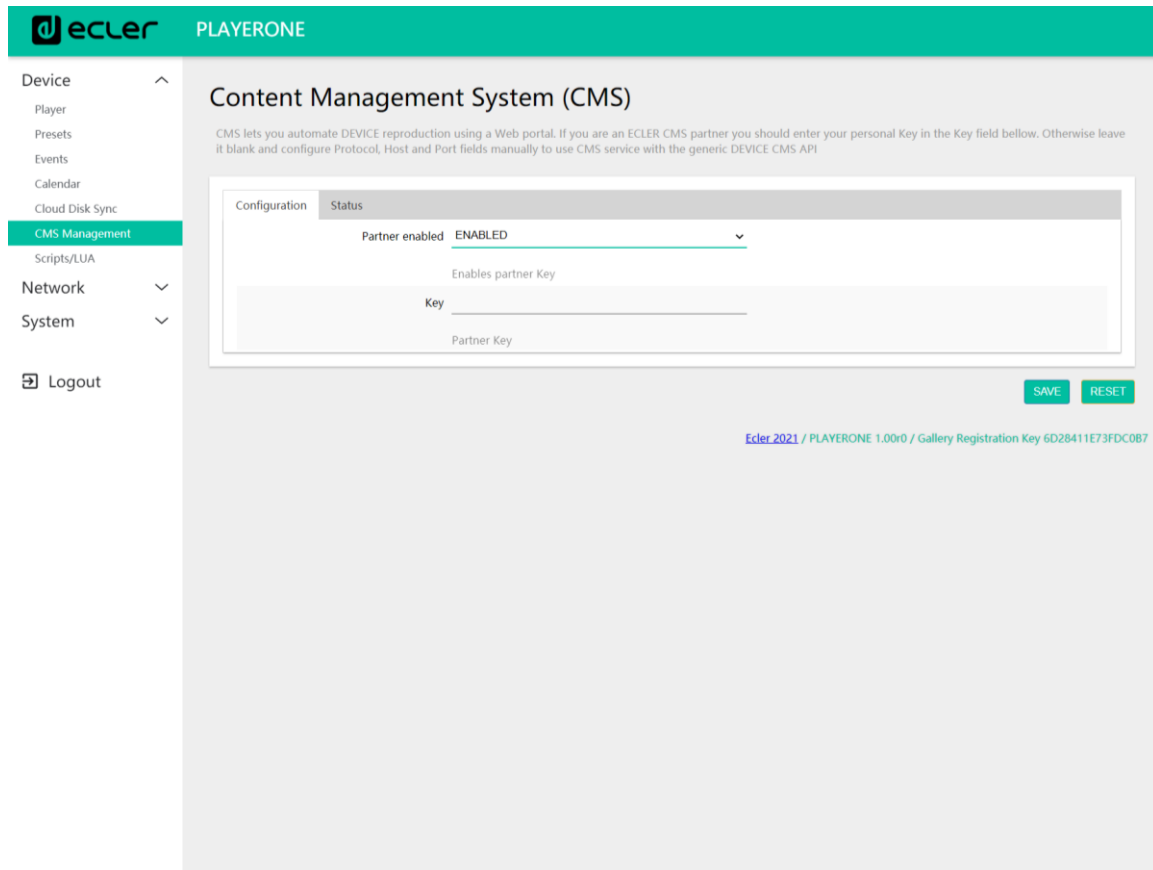 ecler
PLAYERONE
Device
Player
Presets
Events
Calendar
Cloud Disk Sync
CMS Management
Scripts/LUA
Network
System
Logout
Content Management System (CMS)
CMS lets you automate DEVICE reproduction using a Web portal. If you are an ECLER CMS partner you should enter your personal Key in the Key field bellow. Otherwise leave
it blank and configure Protocol, Host and Port fields manually to use CMS service with the generic DEVICE CMS API
Configuration Status
Partner enabled ENABLED
Enables partner Key
Key
Partner Key
SAVE RESET
Ecler 2021 / PLAYERONE 1.00r0 / Gallery Registration Key 6D28411E73FDC0B7